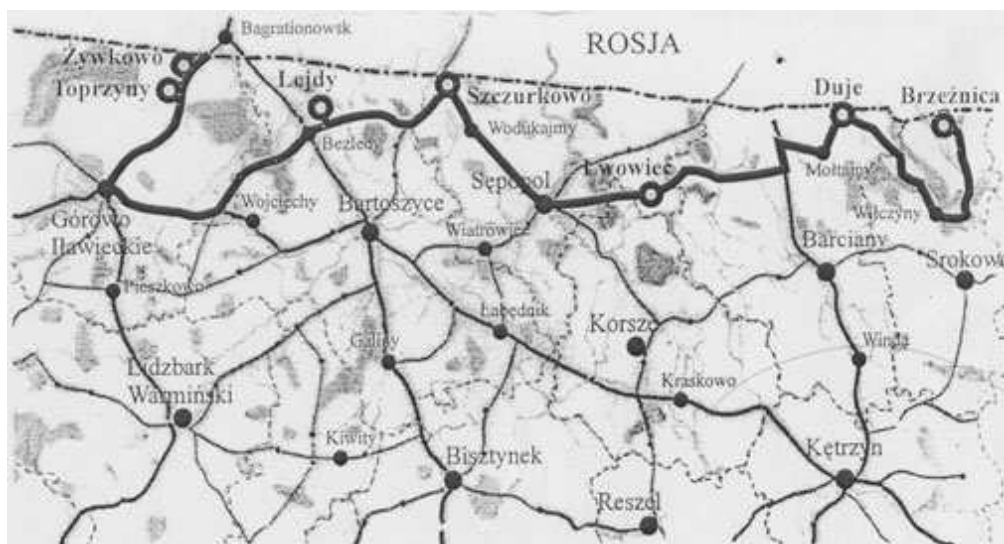 Bagrationowsk
ROSJA
Żywkowo
Toprzyny
Lejdy
Szczurkowo
Duje
Brzeźnica
Wodukajmy
Bezledy
Mołtajny
Sępopol
Lwowiec
Wojciechy
Bartoszyce
Wilczyny
Górowo
Iławieckie
Wiatrowiec
Barciany
Srokowo
Pieszkowo
Łabędnik
Korsze
Galiny
Winda
Lidzbark
Warmiński
Kraskowo
Kiwity
Bisztynek
Kętrzyn
Reszel